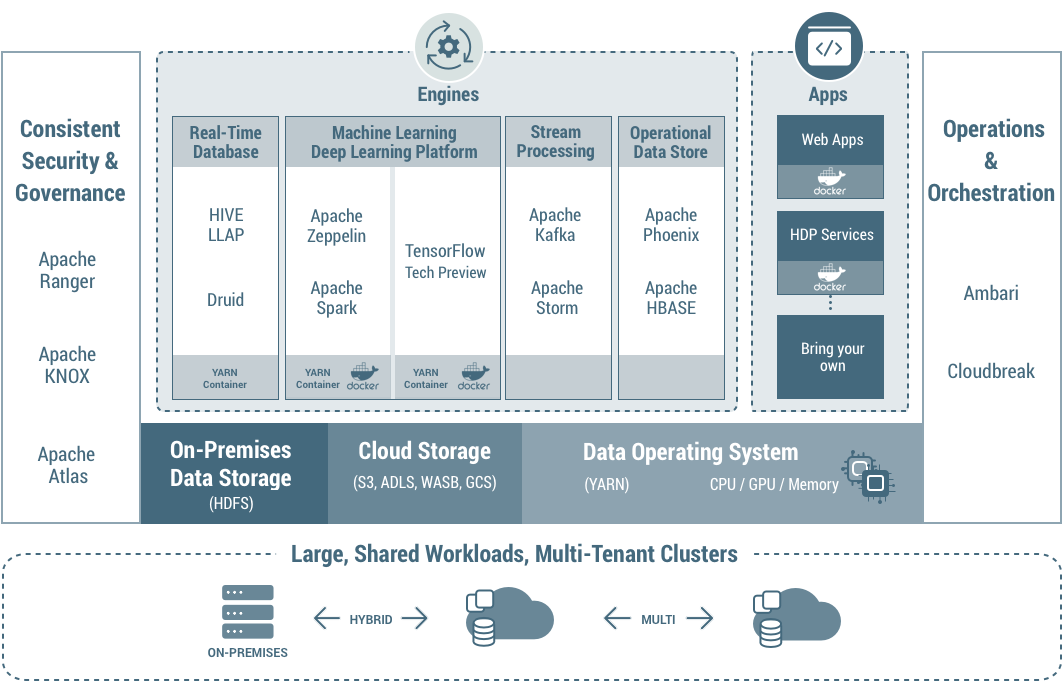 Consistent
Security &
Governance
Apache
Ranger
Apache
KNOX
Apache
Atlas
Engines
Real-Time
Database
HIVE
LLAP
Druid
YARN
Container
Machine Learning
Deep Learning Platform
Apache
Zeppelin
Apache
Spark
YARN
Container
docker
TensorFlow
Tech Preview
YARN
Container
docker
Stream
Processing
Apache
Kafka
Apache
Storm
Operational
Data Store
Apache
Phoenix
Apache
HBASE
</>
Apps
Web Apps
docker
HDP Services
docker
Bring your
own
Operations
&
Orchestration
Ambari
Cloudbreak
On-Premises
Data Storage
(HDFS)
Cloud Storage
(S3, ADLS, WASB, GCS)
Data Operating System
(YARN) CPU / GPU / Memory
Large, Shared Workloads, Multi-Tenant Clusters
HYBRID
MULTI
ON-PREMISES